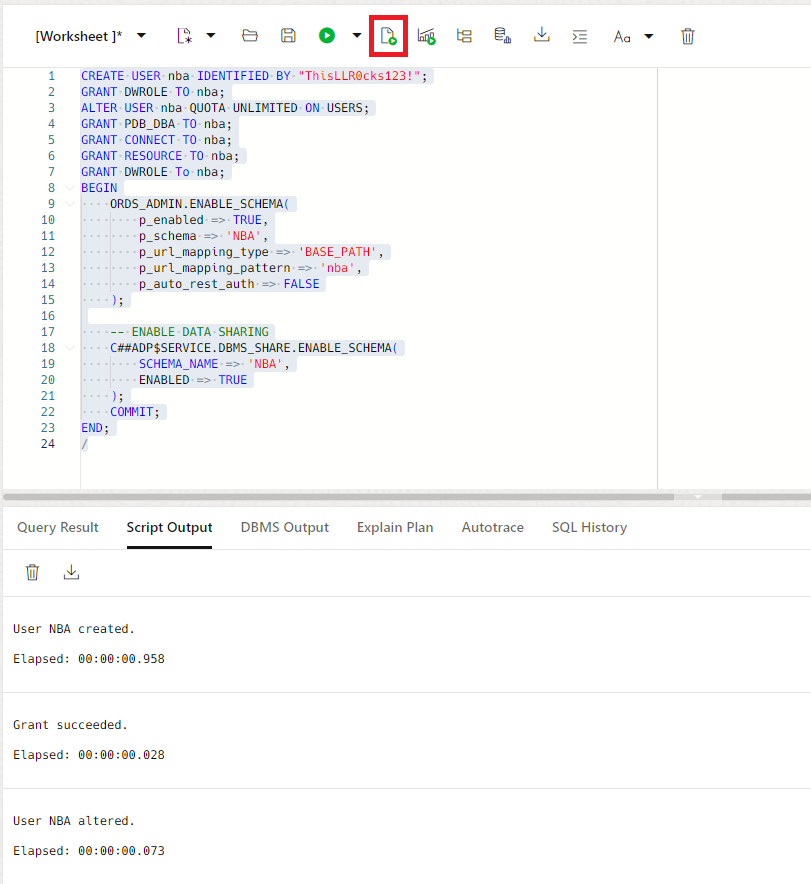 [Worksheet ]*
Aa
1 CREATE USER nba IDENTIFIED BY "ThisLLR0cks123!";
2 GRANT DWROLE TO nba;
3 ALTER USER nba QUOTA UNLIMITED ON USERS;
4 GRANT PDB_DBA TO nba;
5 GRANT CONNECT TO nba;
6 GRANT RESOURCE TO nba;
7 GRANT DWROLE TO nba;
8 BEGIN
9     ORDS_ADMIN.ENABLE_SCHEMA(
10         p_enabled => TRUE,
11         p_schema => 'NBA',
12         p_url_mapping_type => 'BASE_PATH',
13         p_url_mapping_pattern => 'nba',
14         p_auto_rest_auth => FALSE
15     );
16
17     -- ENABLE DATA SHARING
18     C##ADP$SERVICE.DBMS_SHARE.ENABLE_SCHEMA(
19         SCHEMA_NAME => 'NBA',
20         ENABLED => TRUE
21     );
22     COMMIT;
23 END;
24 /
Query Result Script Output DBMS Output Explain Plan Autotrace SQL History
User NBA created.
Elapsed: 00:00:00.958
Grant succeeded.
Elapsed: 00:00:00.028
User NBA altered.
Elapsed: 00:00:00.073